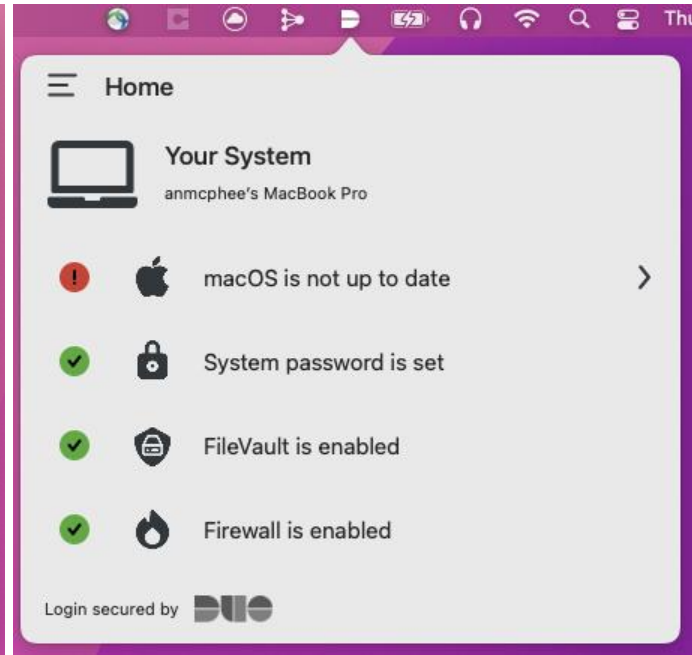 Thu
Home
Your System
anmcphee's MacBook Pro
macOS is not up to date
System password is set
FileVault is enabled
Firewall is enabled
Login secured by DUO